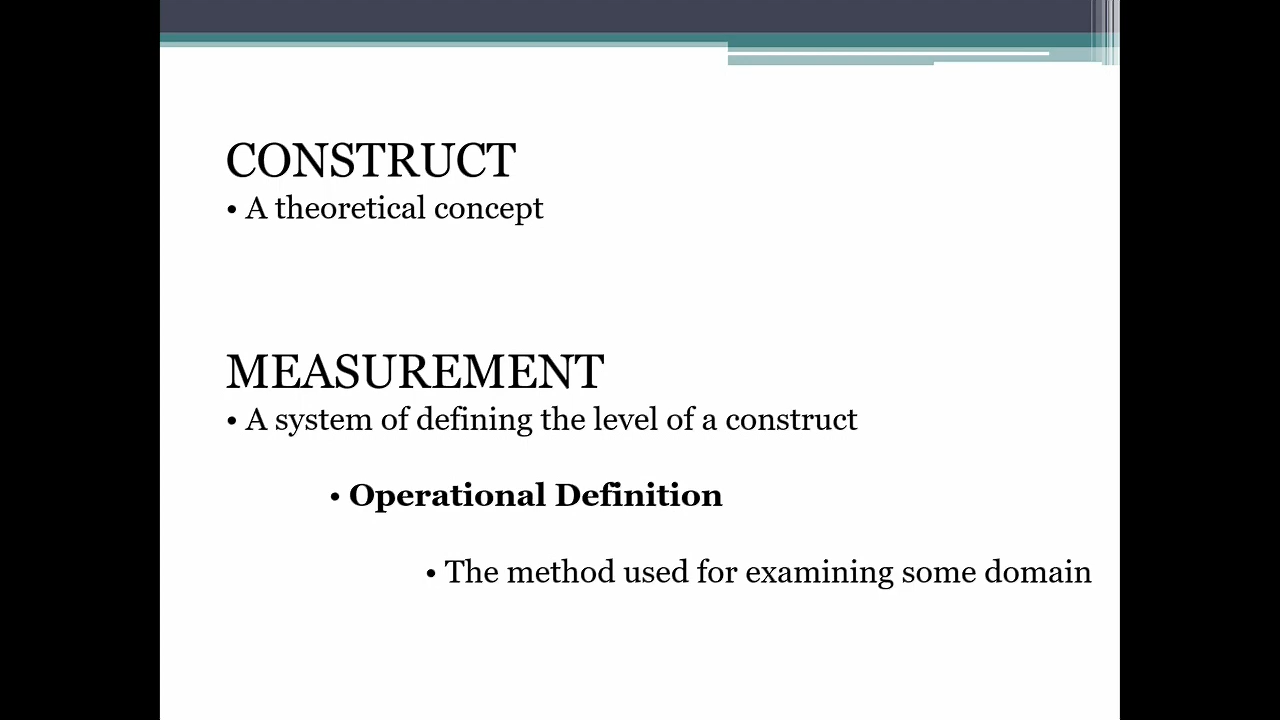 CONSTRUCT
• A theoretical concept
MEASUREMENT
• A system of defining the level of a construct
• Operational Definition
• The method used for examining some domain